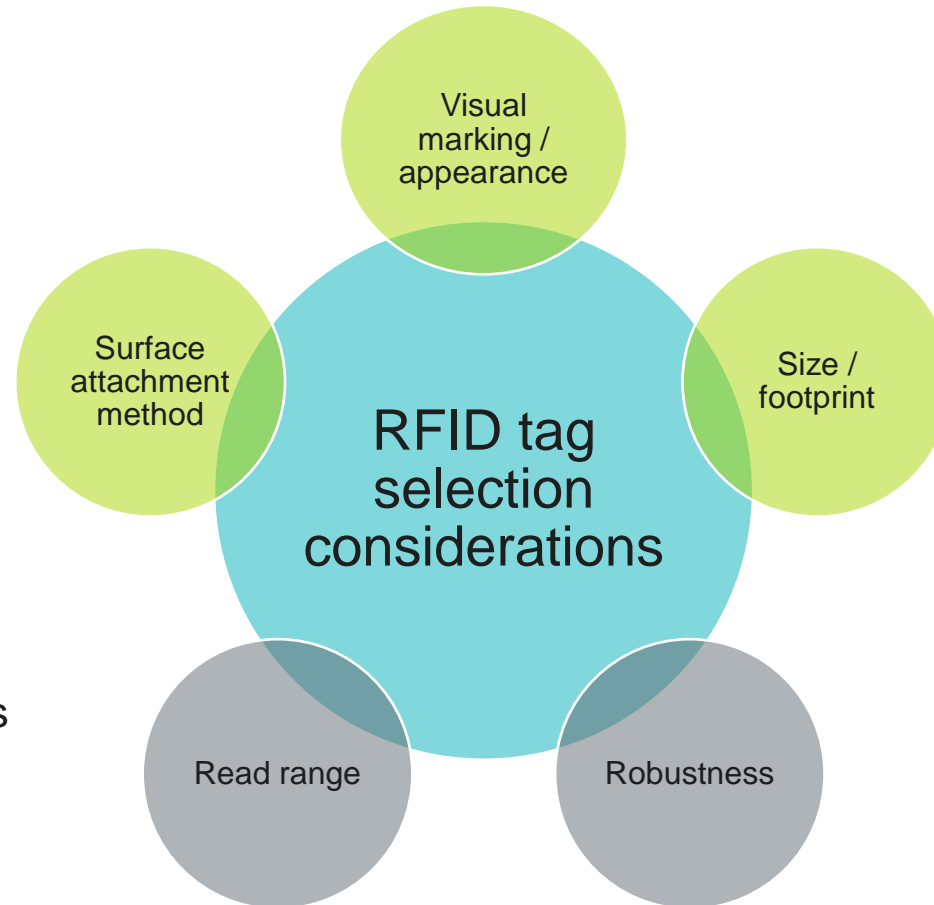 Visual
marking /
appearance
Surface
attachment
method
Size /
footprint
RFID tag
selection
considerations
s
Read range
Robustness